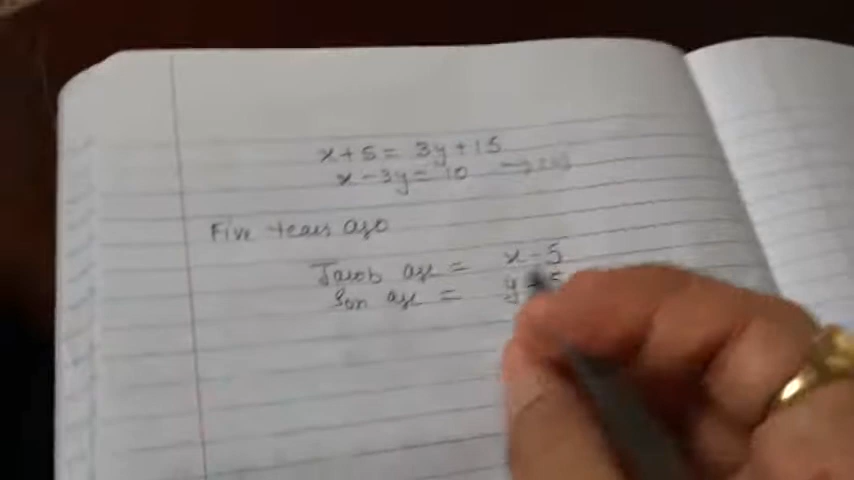 x+5 = 3y+15
x-3y = 10 →
Five years ago
Jacob age = x-5
Son age = y-5